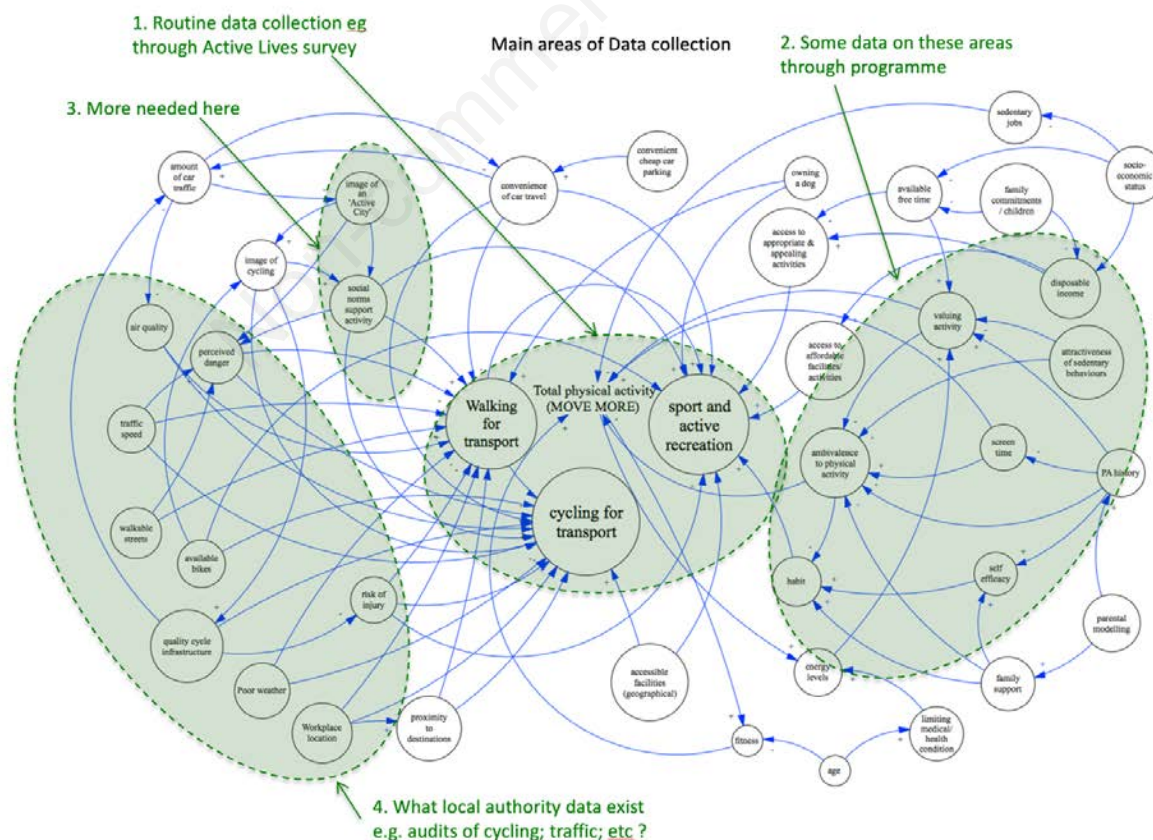 1. Routine data collection eg
through Active Lives survey
Main areas of Data collection
2. Some data on these areas
through programme
3. More needed here
sedentary
jobs
amount
of car
traffic
image of
an
'Active
City'
convenience
of car travel
convenient
cheap car
parking
owning
a dog
available
free time
family
commitments
/ children
socio-
economic
status
image of
cycling
access to
appropriate &
appealing
activities
social
norms
support
activity
disposable
income
valuing
activity
air quality
perceived
danger
access to
affordable
facilities/
activities
attractiveness
of sedentary
behaviours
Total physical activity
(MOVE MORE)
Walking
for
transport
sport and
active
recreation
traffic
speed
ambivalence
to physical
activity
screen
time
PA history
cycling for
transport
walkable
streets
available
bikes
risk of
injury
habit
self
efficacy
quality cycle
infrastructure
parental
modelling
Poor weather
accessible
facilities
(geographical)
energy
levels
family
support
Workplace
location
proximity
to
destinations
fitness
limiting
medical/
health
condition
age
4. What local authority data exist
e.g. audits of cycling; traffic; etc ?